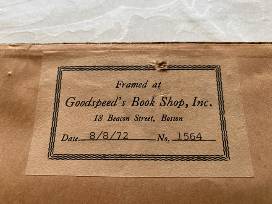 Framed at
Goodspeed's Book Shop, Inc.
18 Beacon Street, Boston
Date 8/8/72 No. 1564